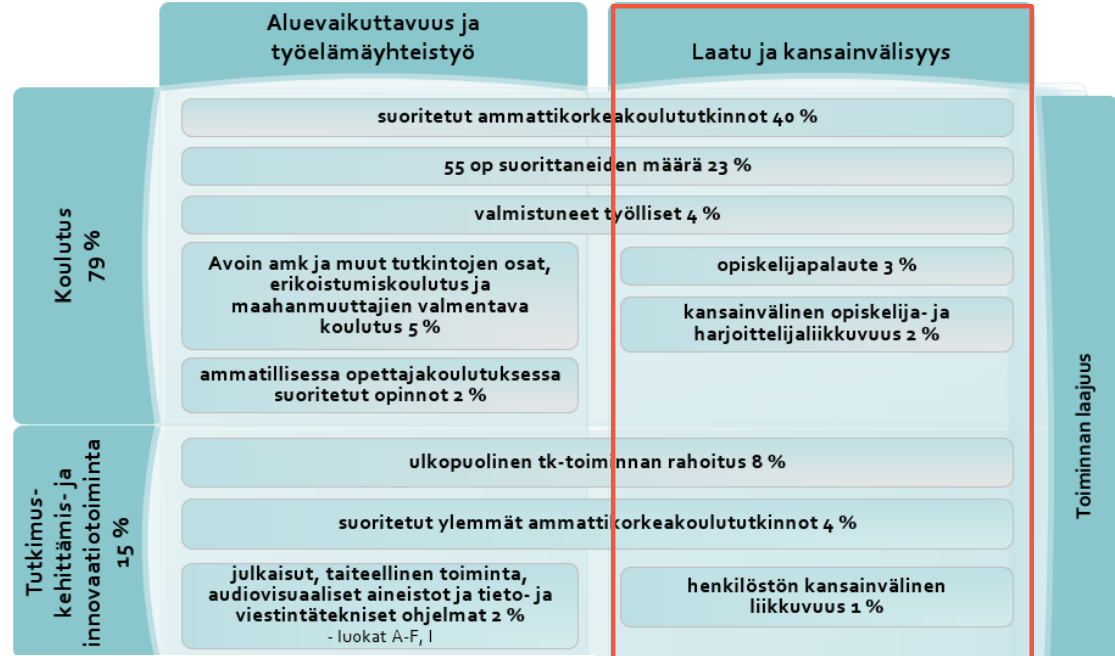 Aluevaikuttavuus ja
työelämäyhteistyö
Laatu ja kansainvälisyys
Koulutus
79 %
suoritetut ammattikorkeakoulututkinnot 40 %
55 op suorittaneiden määrä 23 %
valmistuneet työlliset 4 %
Avoin amk ja muut tutkintojen osat,
erikoistumiskoulutus ja
maahanmuuttajien valmentava
koulutus 5 %
opiskelijapalaute 3 %
kansainvälinen opiskelija- ja
harjoittelijaliikkuvuus 2 %
ammatillisessa opettajakoulutuksessa
suoritetut opinnot 2 %
Toiminnan laajuus
Tutkimus-
kehittämis- ja
innovaatiotoiminta
15 %
ulkopuolinen tk-toiminnan rahoitus 8 %
suoritetut ylemmät ammattikorkeakoulututkinnot 4 %
julkaisut, taiteellinen toiminta,
audiovisuaaliset aineistot ja tieto- ja
viestintätekniset ohjelmat 2 %
- luokat A-F, I
henkilöstön kansainvälinen
liikkuvuus 1 %